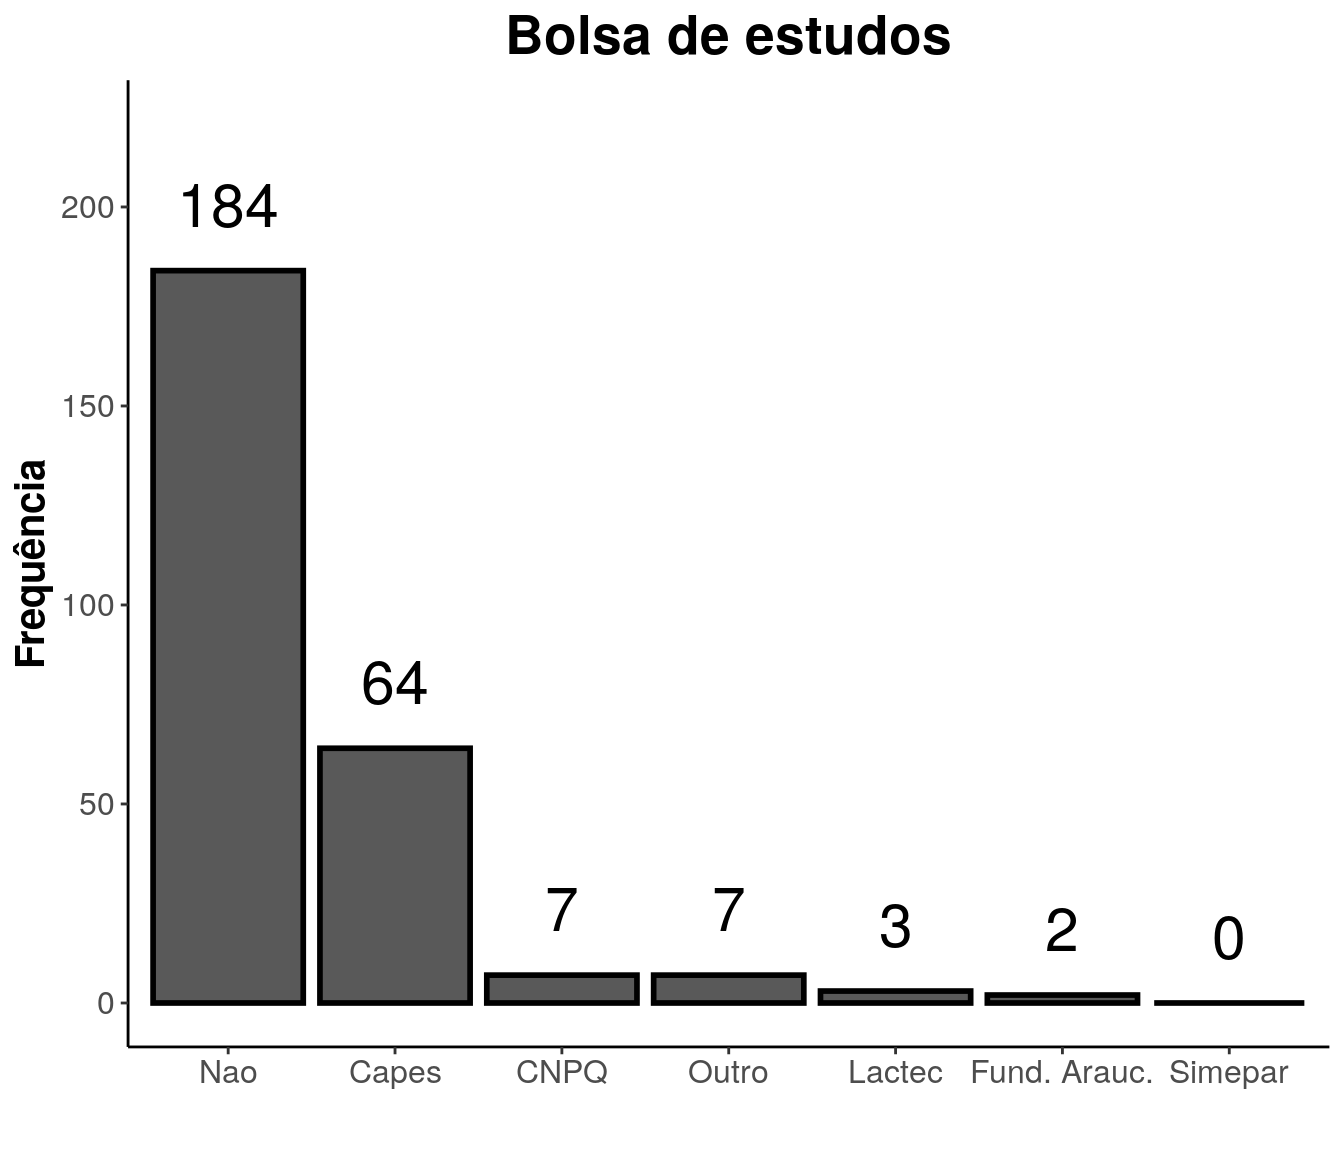 Bolsa de estudos
Frequência
200
150
100
50
0
184
64
7
7
3
2
0
Nao
Capes
CNPQ
Outro
Lactec
Fund. Arauc.
Simepar